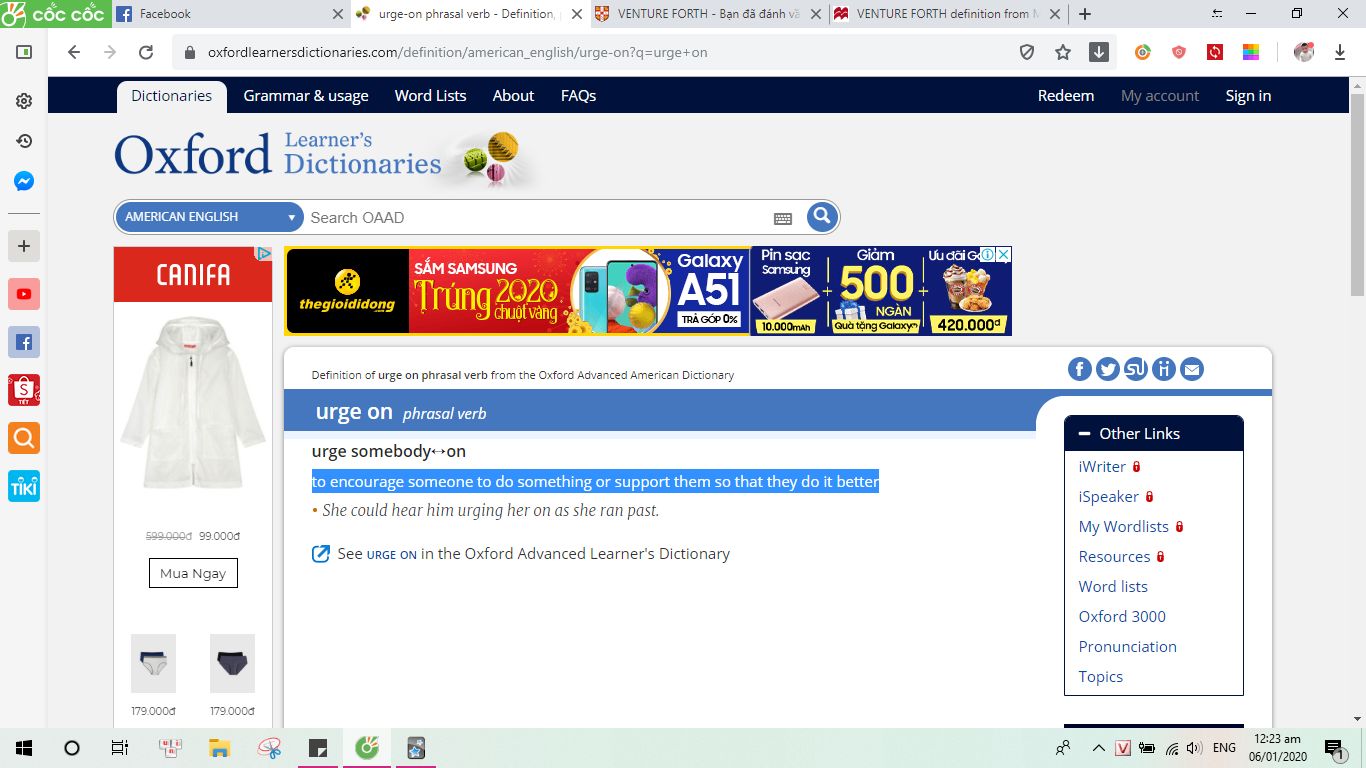 CỐC CỐC
Facebook
urge-on phrasal verb - Definition,
VENTURE FORTH - Bạn đã đánh vầ
VENTURE FORTH definition from M
oxfordlearnersdictionaries.com/definition/american_english/urge-on?q=urge+on
Dictionaries
Grammar & usage
Word Lists
About
FAQs
Redeem
My account
Sign in
Oxford
Learner's
Dictionaries
AMERICAN ENGLISH
Search OAAD
CANIFA
599.000đ 99.000đ
Mua Ngay
179.000đ
179.000đ
thegioididong
.com
SẮM SAMSUNG
Trúng 2020
chuột vàng
Galaxy
A51
TRẢ GÓP 0%
Pin sạc
Samsung
10.000mAh
+
Giảm
500
NGÀN
Quà tặng Galaxy
+
Ưu đãi G
420.000đ
Definition of urge on phrasal verb from the Oxford Advanced American Dictionary
urge on phrasal verb
urge somebody↔on
to encourage someone to do something or support them so that they do it better
• She could hear him urging her on as she ran past.
See URGE ON in the Oxford Advanced Learner's Dictionary
Other Links
iWriter
iSpeaker
My Wordlists
Resources
Word lists
Oxford 3000
Pronunciation
Topics
TẾT
TIKI
ENG
12:23 am
06/01/2020
1